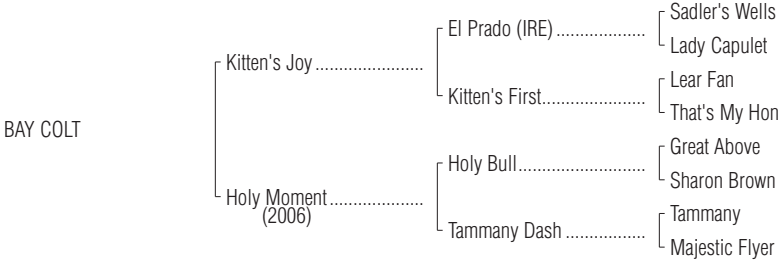 Sadler's Wells
El Prado (IRE) ...................
Lady Capulet
Kitten's Joy .......................
Lear Fan
Kitten's First......................
That's My Hon
BAY COLT
Great Above
Holy Bull...........................
Sharon Brown
Holy Moment....................
(2006)
Tammany
Tammany Dash .................
Majestic Flyer